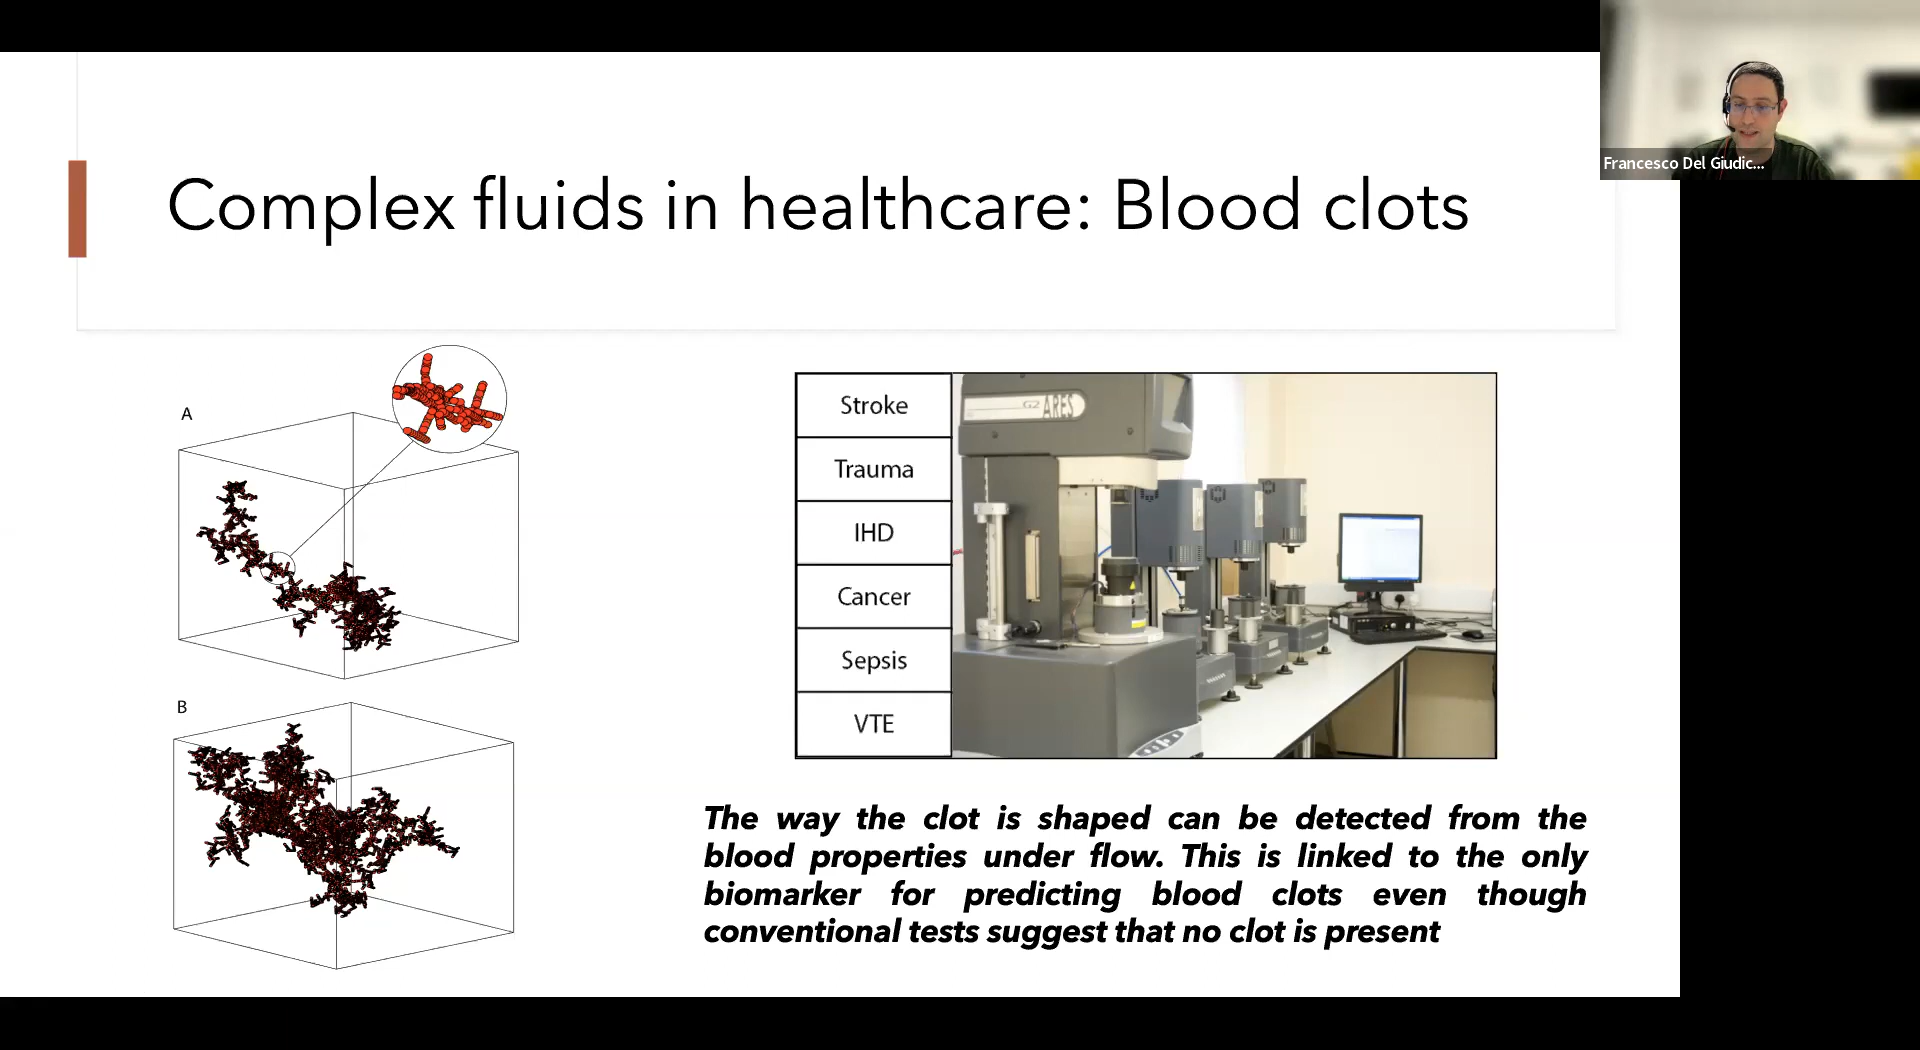 Francesco Del Giudic...
Complex fluids in healthcare: Blood clots
A
B
Stroke
Trauma
IHD
Cancer
Sepsis
VTE
G2 ARES
The way the clot is shaped can be detected from the
blood properties under flow. This is linked to the only
biomarker for predicting blood clots even though
conventional tests suggest that no clot is present